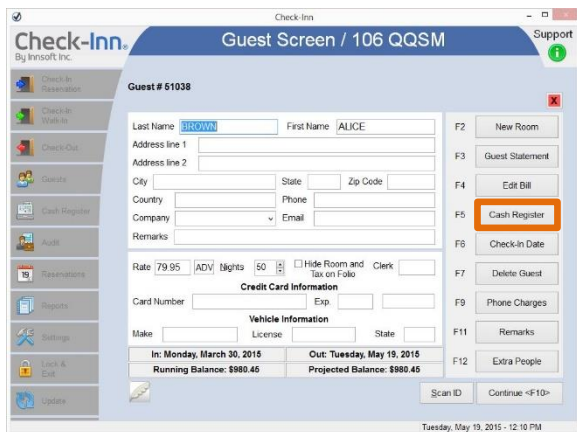 Check-Inn
Check-Inn®
By Innsoft Inc.
Guest Screen / 106 QQSM
Support
Check-In
Reservation
Check-In
Walk-In
Check-Out
Guests
Cash Register
Audit
19
Reservations
Reports
Settings
Lock &
Exit
Update
Guest # 51038
X
Last Name BROWN First Name ALICE
Address line 1
Address line 2
City State Zip Code
Country Phone
Company Email
Remarks
Rate 79.95 ADV Nights 50 Hide Room and Tax on Folio Clerk
Credit Card Information
Card Number Exp.
Vehicle Information
Make License State
In: Monday, March 30, 2015 Out: Tuesday, May 19, 2015
Running Balance: $980.45 Projected Balance: $980.45
F2 New Room
F3 Guest Statement
F4 Edit Bill
F5 Cash Register
F6 Check-In Date
F7 Delete Guest
F9 Phone Charges
F11 Remarks
F12 Extra People
Scan ID Continue <F10>
Tuesday, May 19, 2015 - 12:10 PM